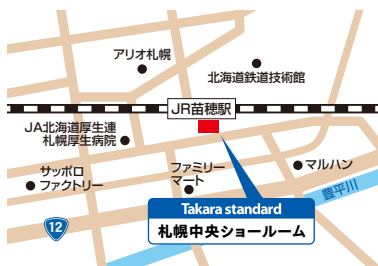 アリオ札幌
北海道鉄道技術館
JR苗穂駅
JA北海道厚生連
札幌厚生病院
サッポロ
ファクトリー
ファミリー
マート
マルハン
豊平川
12
Takara standard
札幌中央ショールーム